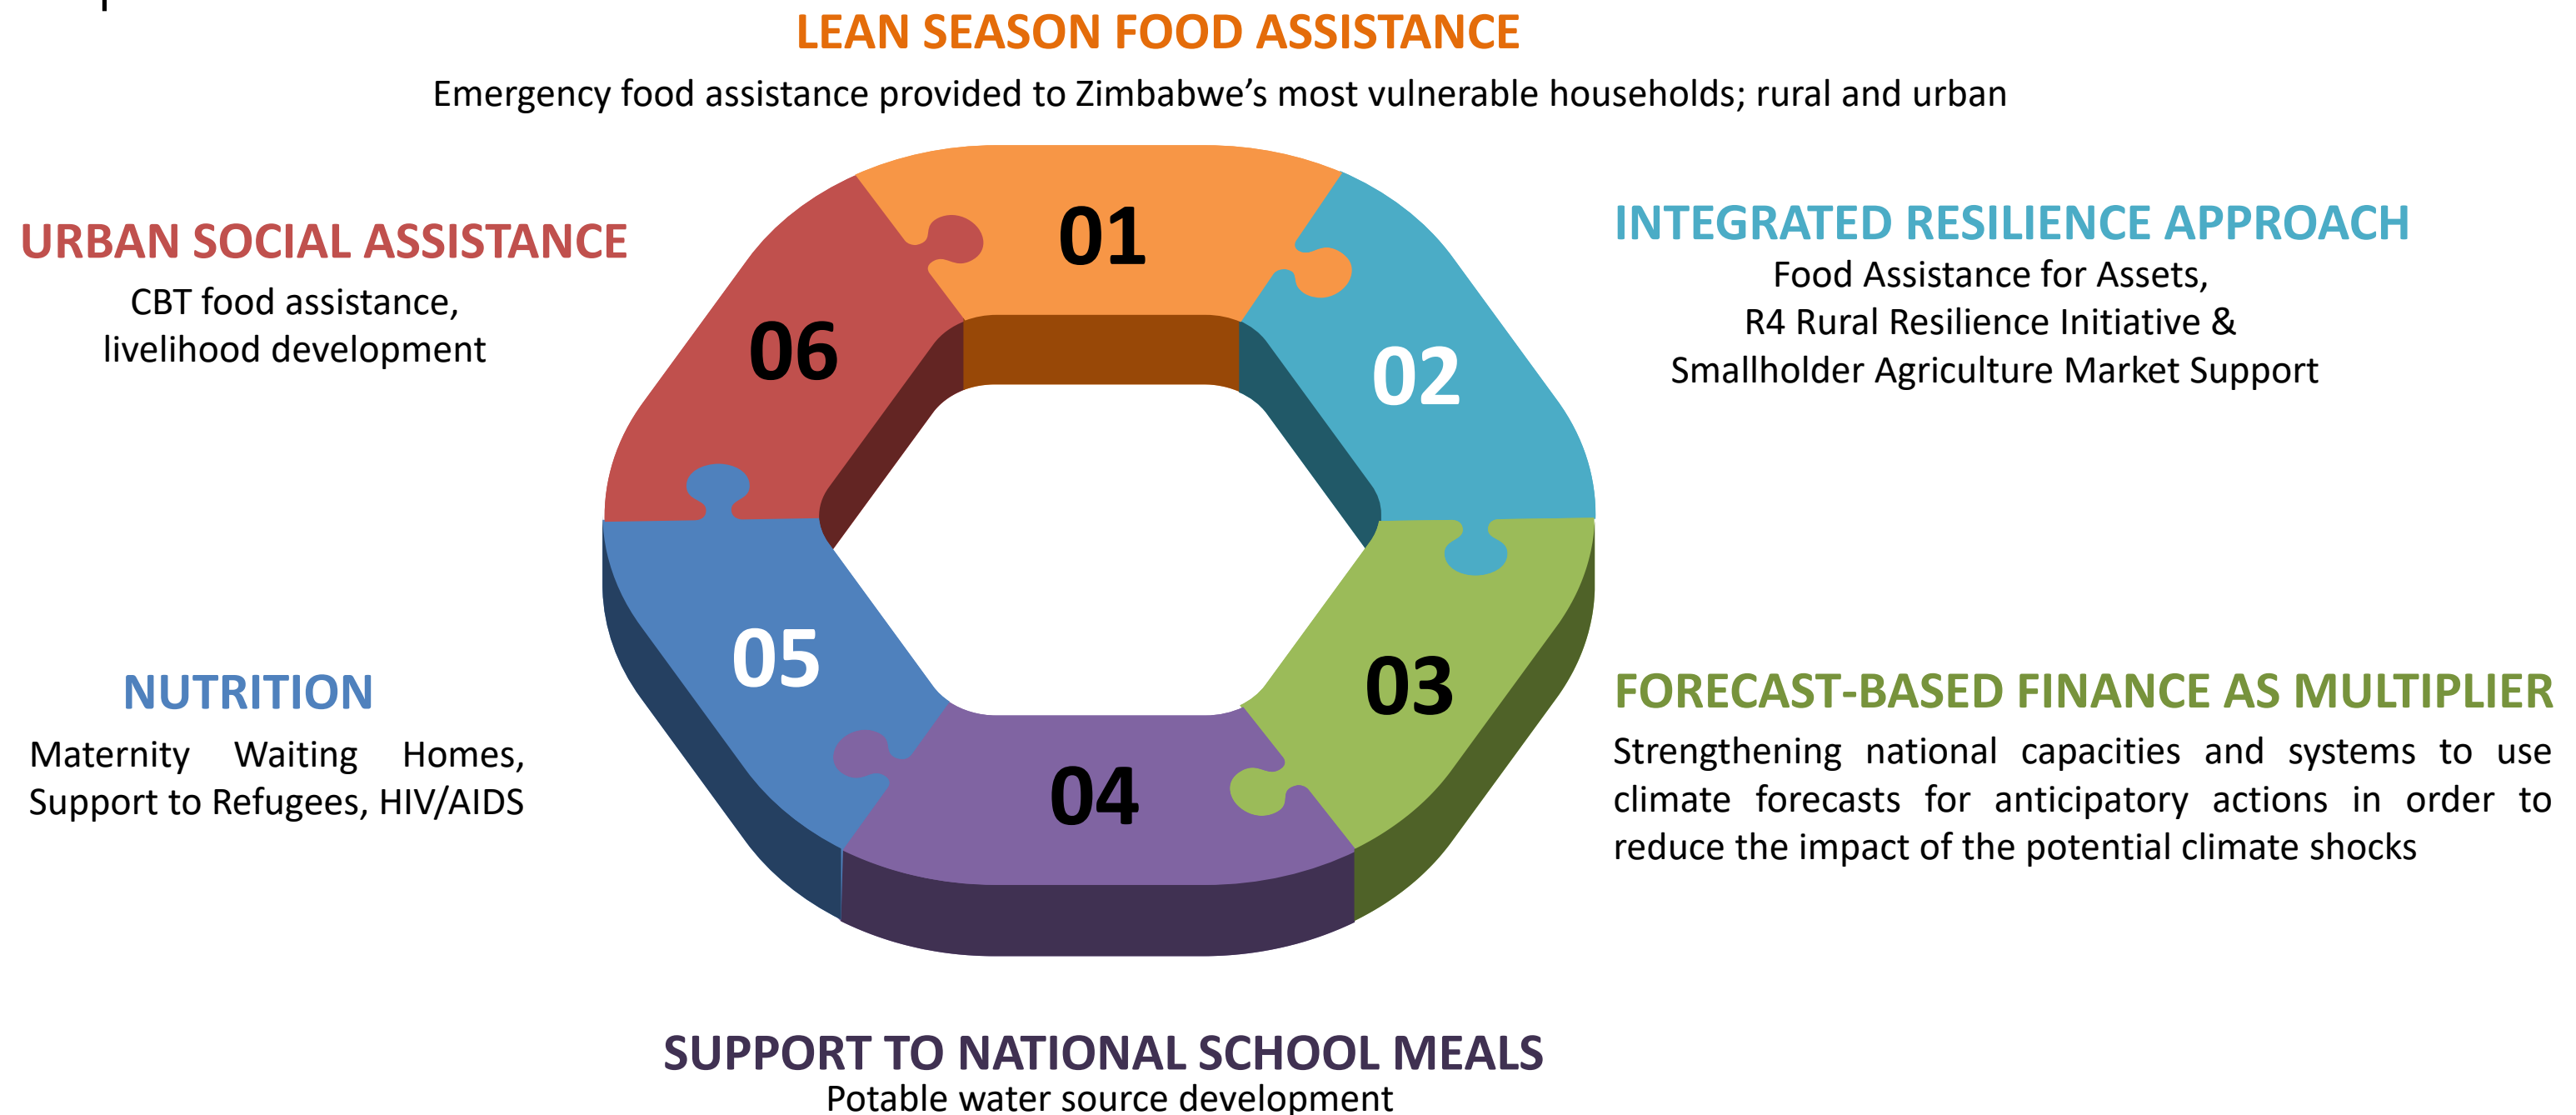 LEAN SEASON FOOD ASSISTANCE
Emergency food assistance provided to Zimbabwe’s most vulnerable households; rural and urban
01
INTEGRATED RESILIENCE APPROACH
Food Assistance for Assets,
R4 Rural Resilience Initiative &
Smallholder Agriculture Market Support
02
FORECAST-BASED FINANCE AS MULTIPLIER
Strengthening national capacities and systems to use
climate forecasts for anticipatory actions in order to
reduce the impact of the potential climate shocks
03
SUPPORT TO NATIONAL SCHOOL MEALS
Potable water source development
04
NUTRITION
Maternity Waiting Homes,
Support to Refugees, HIV/AIDS
05
URBAN SOCIAL ASSISTANCE
CBT food assistance,
livelihood development
06